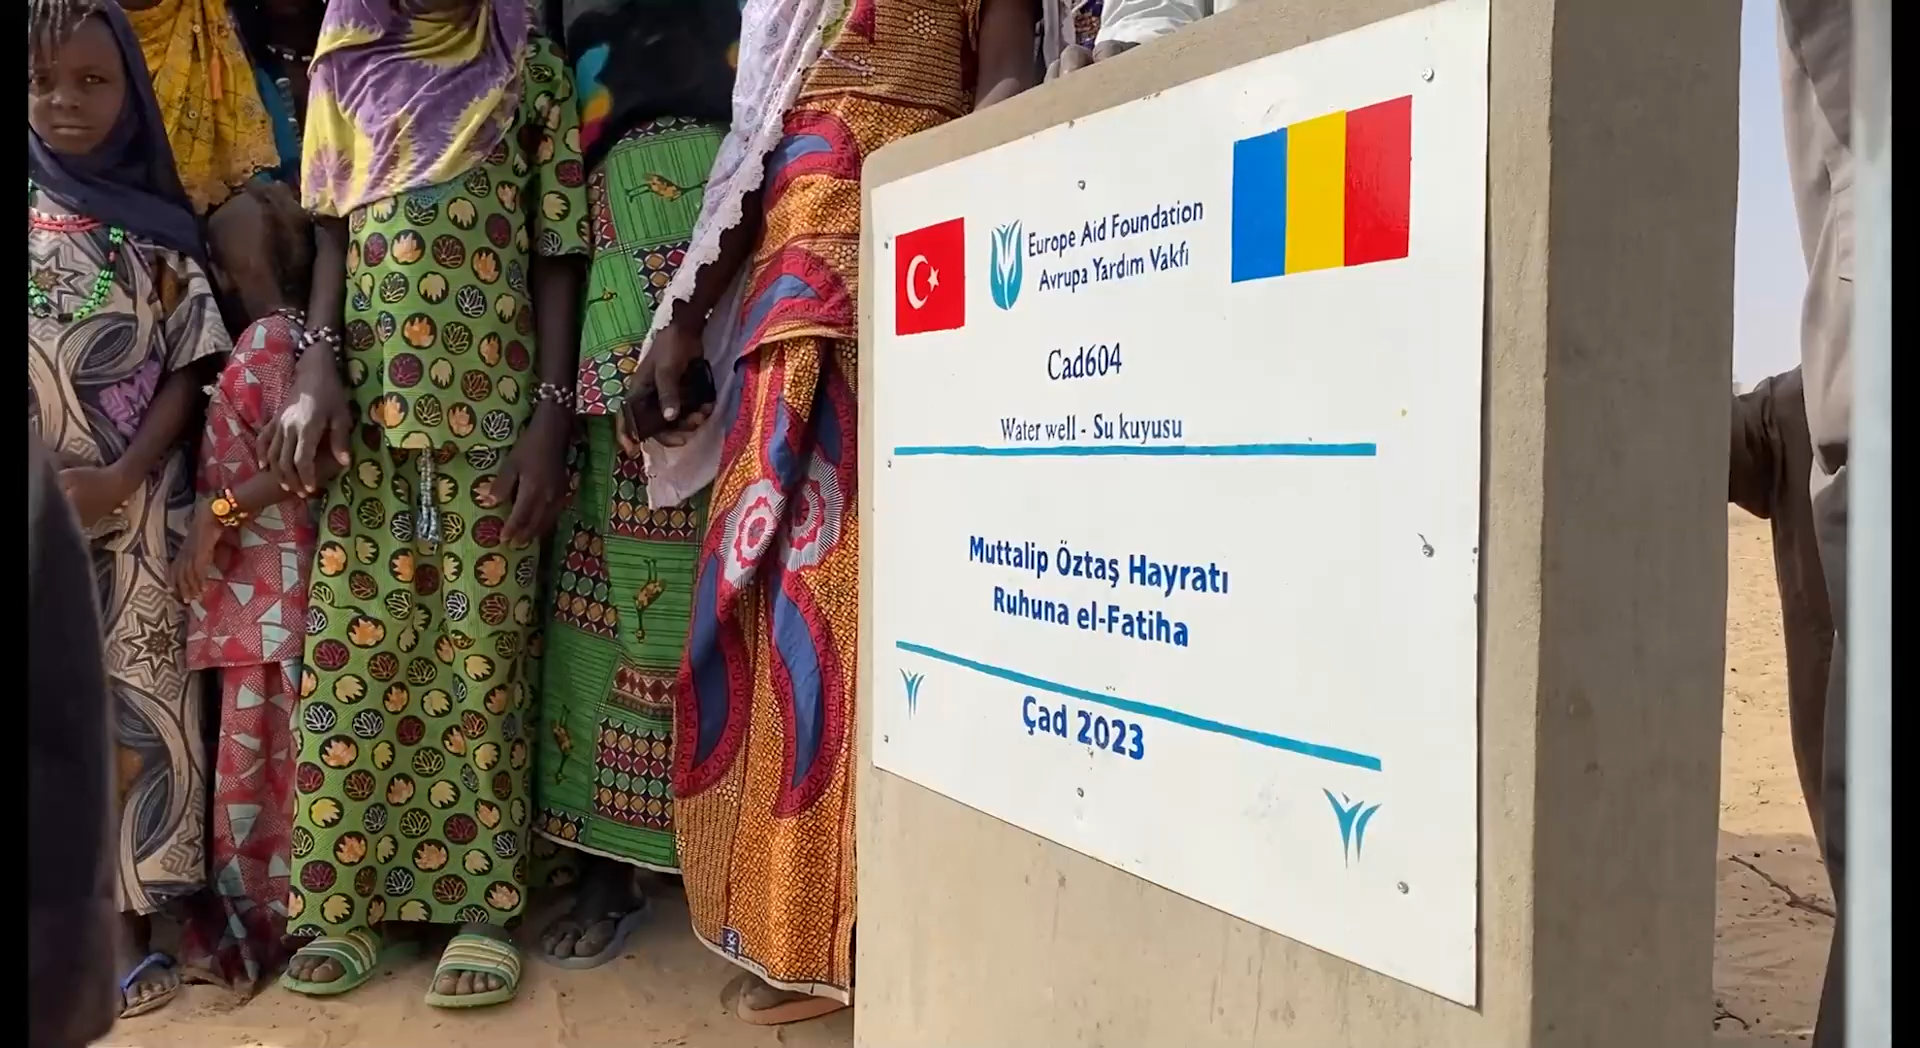 Europe Aid Foundation
Avrupa Yardım Vakfı
Cad604
Water well - Su kuyusu
Muttalip Öztaş Hayratı
Ruhuna el-Fatiha
Çad 2023